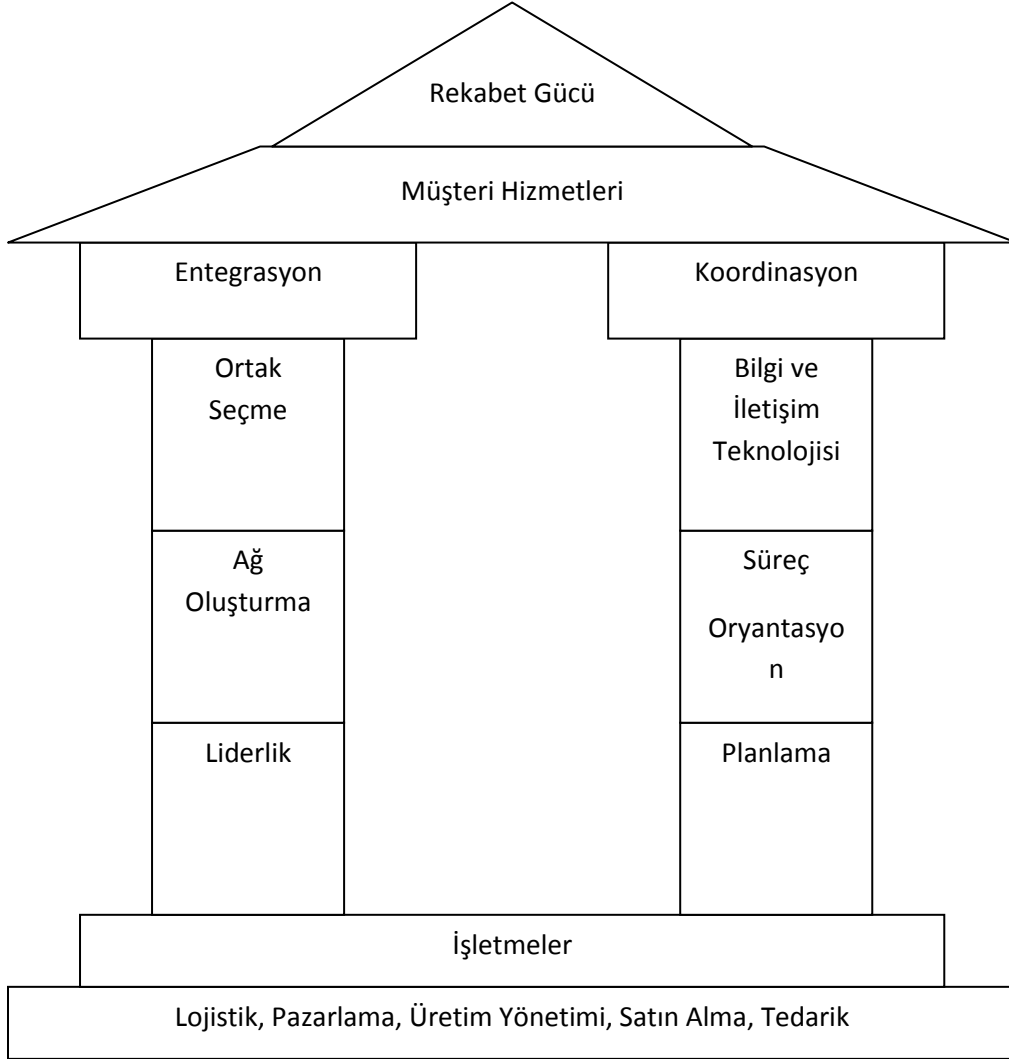 Rekabet Gücü
Müşteri Hizmetleri
Entegrasyon
Koordinasyon
Ortak
Seçme
Bilgi ve
İletişim
Teknolojisi
Ağ
Oluşturma
Süreç
Oryantasyo
n
Liderlik
Planlama
İşletmeler
Lojistik, Pazarlama, Üretim Yönetimi, Satın Alma, Tedarik